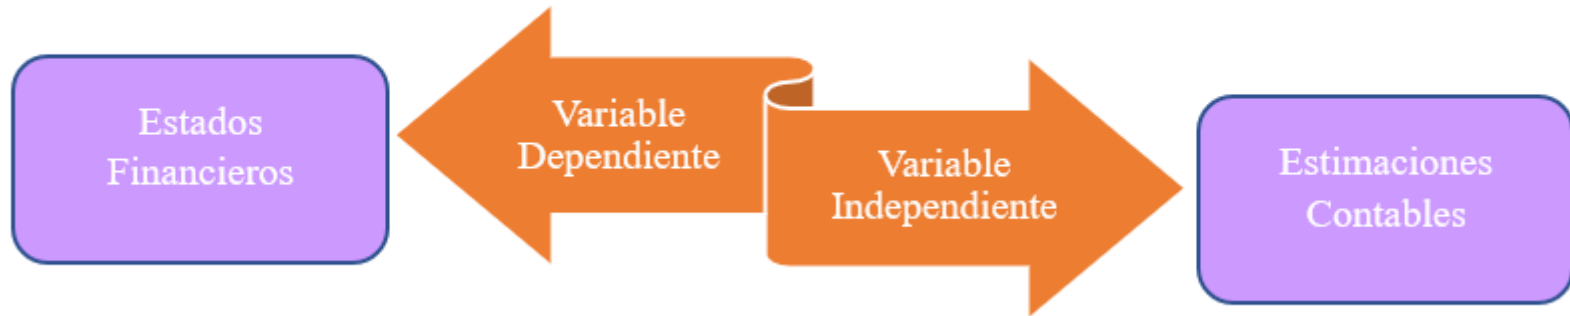 Estados
Financieros
Variable
Dependiente
Variable
Independiente
Estimaciones
Contables